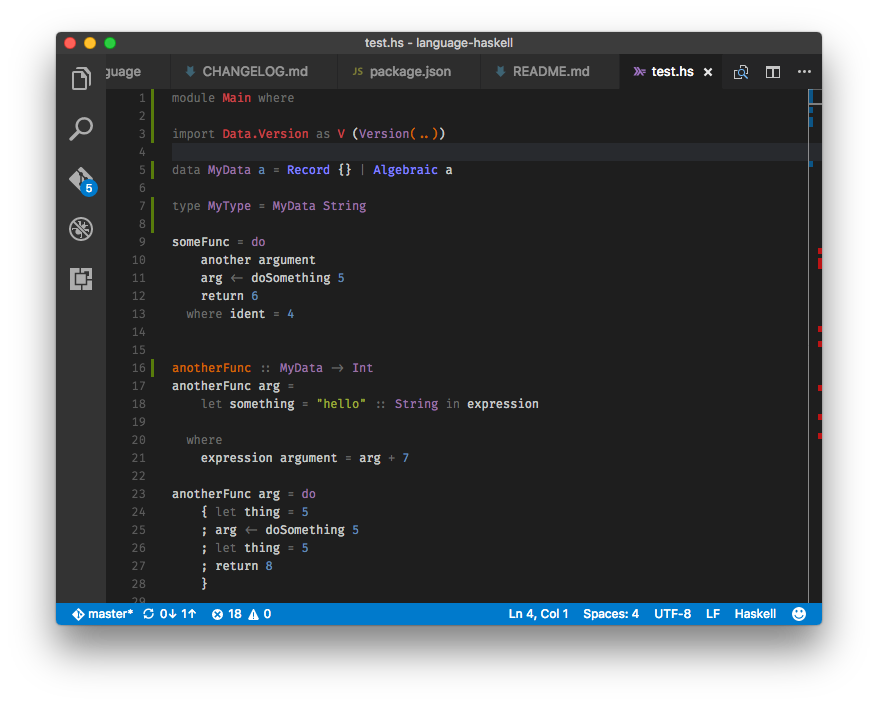 test.hs - language-haskell
guage CHANGELOG.md JS package.json README.md test.hs
1 module Main where
2
3 import Data.Version as V (Version(..))
4
5 data MyData a = Record {} | Algebraic a
6
7 type MyType = MyData String
8
9 someFunc = do
10     another argument
11     arg <- doSomething 5
12     return 6
13   where ident = 4
14
15
16 anotherFunc :: MyData -> Int
17 anotherFunc arg =
18     let something = "hello" :: String in expression
19
20   where
21     expression argument = arg + 7
22
23 anotherFunc arg = do
24     { let thing = 5
25     ; arg <- doSomething 5
26     ; let thing = 5
27     ; return 8
28     }
29
5
master* 0↓ 1↑ 18 0 Ln 4, Col 1 Spaces: 4 UTF-8 LF Haskell